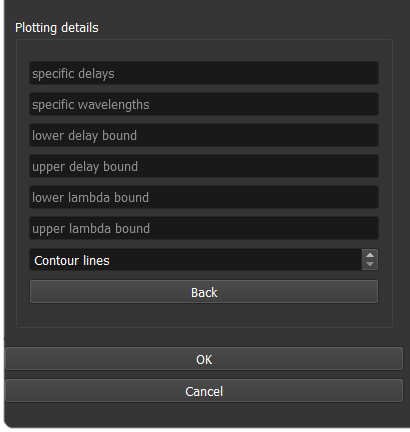 Plotting details
specific delays
specific wavelengths
lower delay bound
upper delay bound
lower lambda bound
upper lambda bound
Contour lines
Back
OK
Cancel